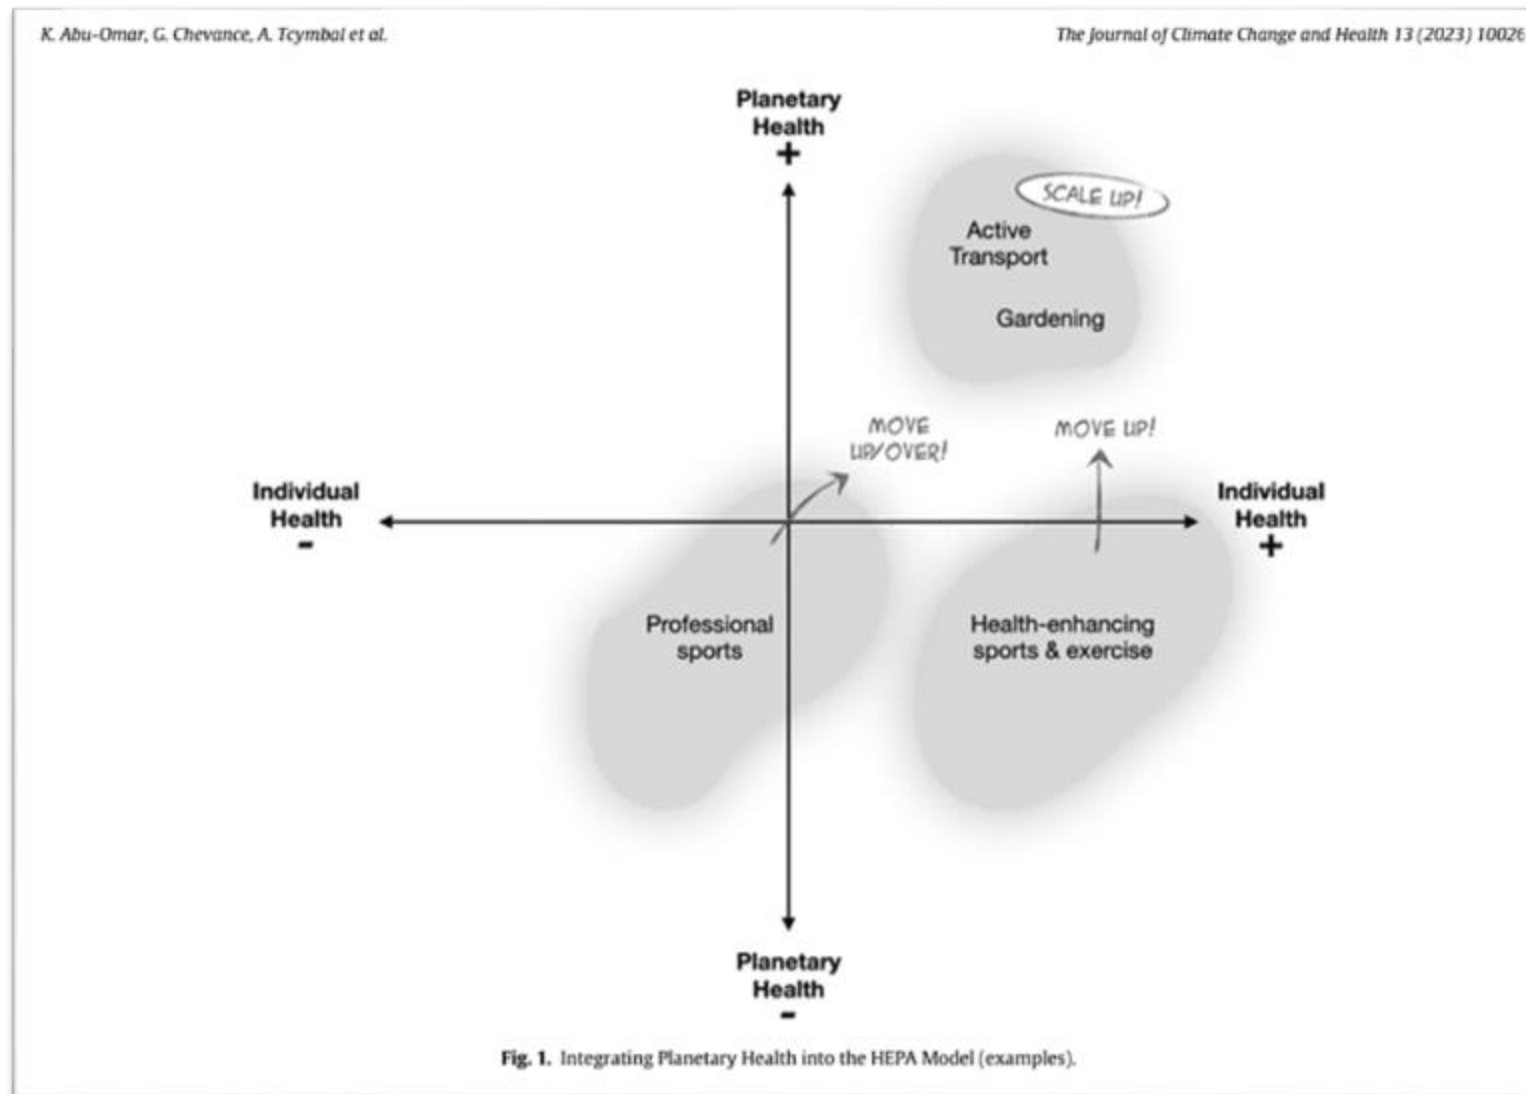 K. Abu-Omar, G. Chevance, A. Tcymbal et al.
The Journal of Climate Change and Health 13 (2023) 10026
Planetary
Health
+
SCALE UP!
Active
Transport
Gardening
MOVE
UP/OVER!
MOVE UP!
Individual
Health
-
Individual
Health
+
Professional
sports
Health-enhancing
sports & exercise
Planetary
Health
-
Fig. 1. Integrating Planetary Health into the HEPA Model (examples).